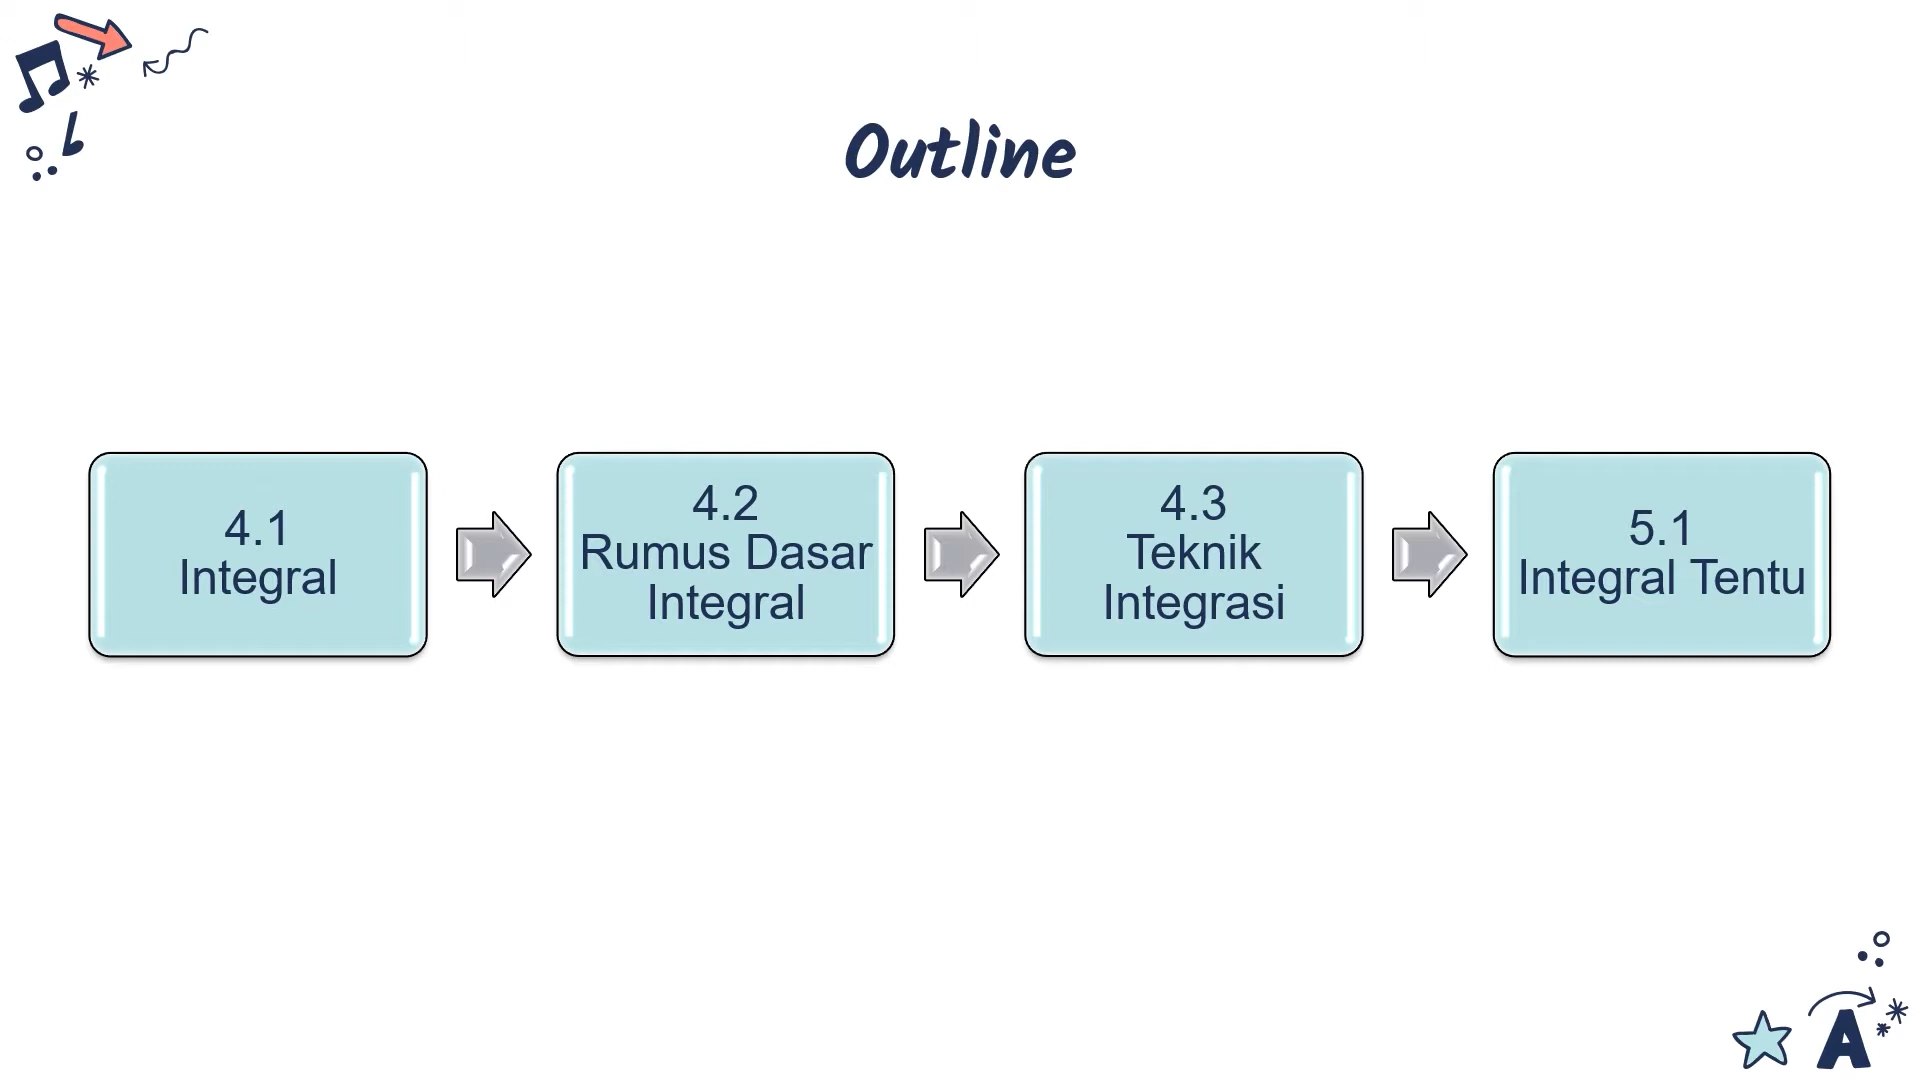 Outline
4.1
Integral
4.2
Rumus Dasar
Integral
4.3
Teknik
Integrasi
5.1
Integral Tentu
A